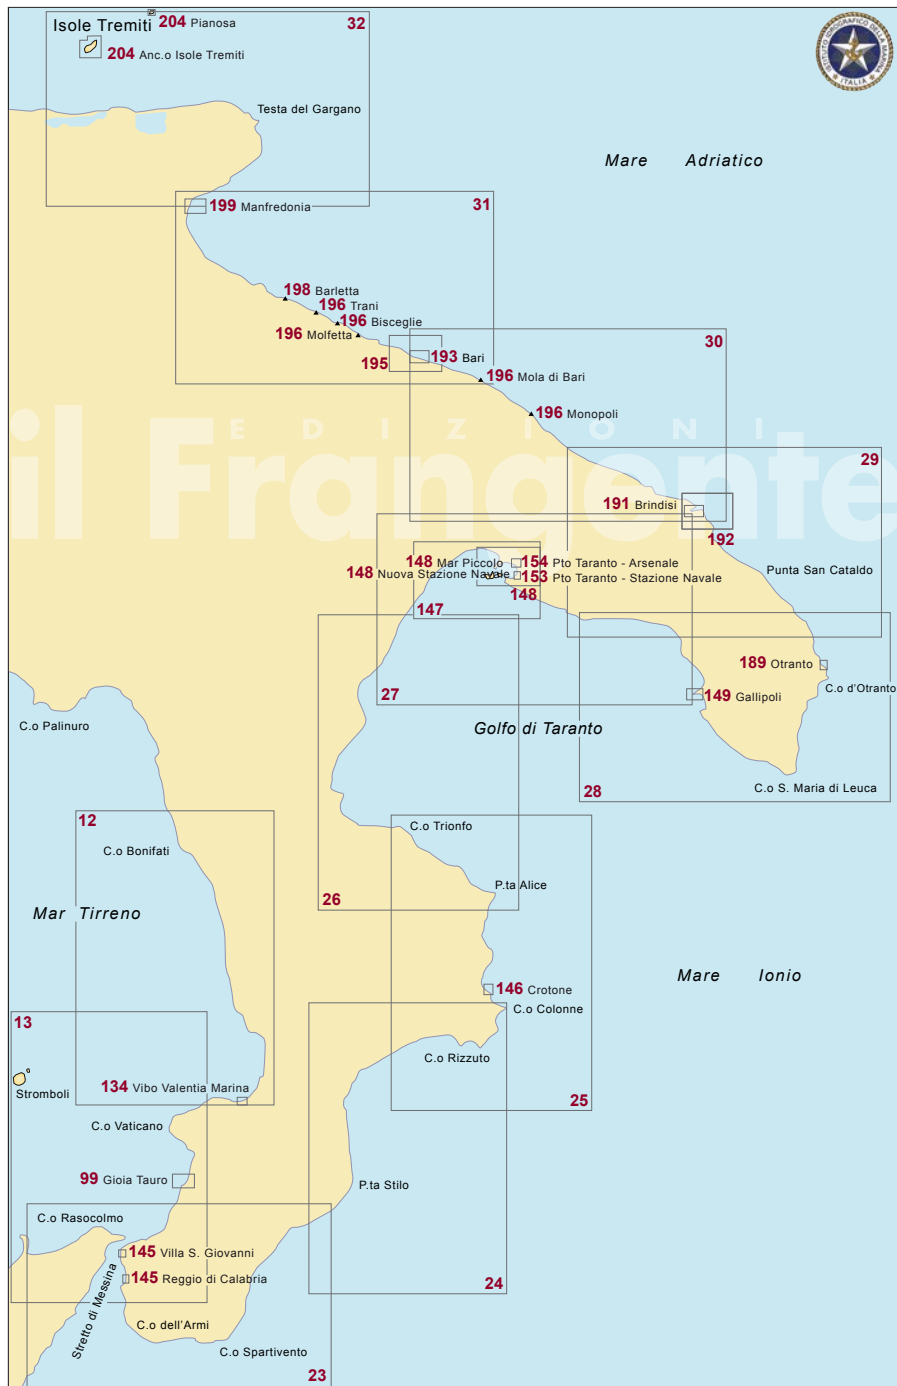 204 Pianosa
Isole Tremiti
32
204 Anc.o Isole Tremiti
ISTITUTO IDROGRAFICO DELLA MARINA
ITALIA
Testa del Gargano
Mare Adriatico
31
199 Manfredonia
198 Barletta
196 Trani
196 Bisceglie
196 Molfetta
30
195
193 Bari
196 Mola di Bari
196 Monopoli
EDIZIONI
il Frangente
29
191 Brindisi
192
148 Mar Piccolo
154 Pto Taranto - Arsenale
148 Nuova Stazione Navale
153 Pto Taranto - Stazione Navale
148
147
Punta San Cataldo
189 Otranto
C.o d'Otranto
27
149 Gallipoli
C.o Palinuro
Golfo di Taranto
28
C.o S. Maria di Leuca
12
C.o Trionfo
C.o Bonifati
P.ta Alice
26
Mar Tirreno
Mare Ionio
146 Crotone
C.o Colonne
13
C.o Rizzuto
Stromboli
134 Vibo Valentia Marina
25
C.o Vaticano
99 Gioia Tauro
P.ta Stilo
C.o Rasocolmo
145 Villa S. Giovanni
145 Reggio di Calabria
24
Stretto di Messina
C.o dell'Armi
C.o Spartivento
23